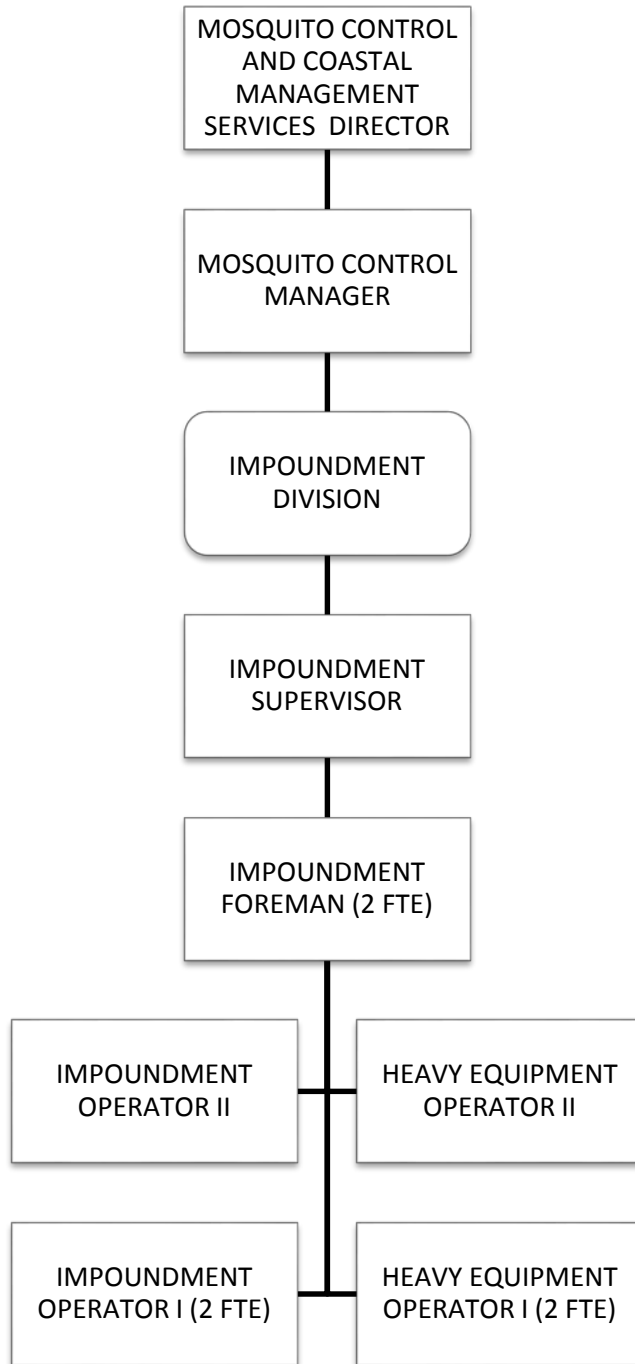 MOSQUITO CONTROL
AND COASTAL
MANAGEMENT
SERVICES  DIRECTOR
MOSQUITO CONTROL
MANAGER
IMPOUNDMENT
DIVISION
IMPOUNDMENT
SUPERVISOR
IMPOUNDMENT
FOREMAN (2 FTE)
IMPOUNDMENT
OPERATOR II
HEAVY EQUIPMENT
OPERATOR II
IMPOUNDMENT
OPERATOR I (2 FTE)
HEAVY EQUIPMENT
OPERATOR I (2 FTE)